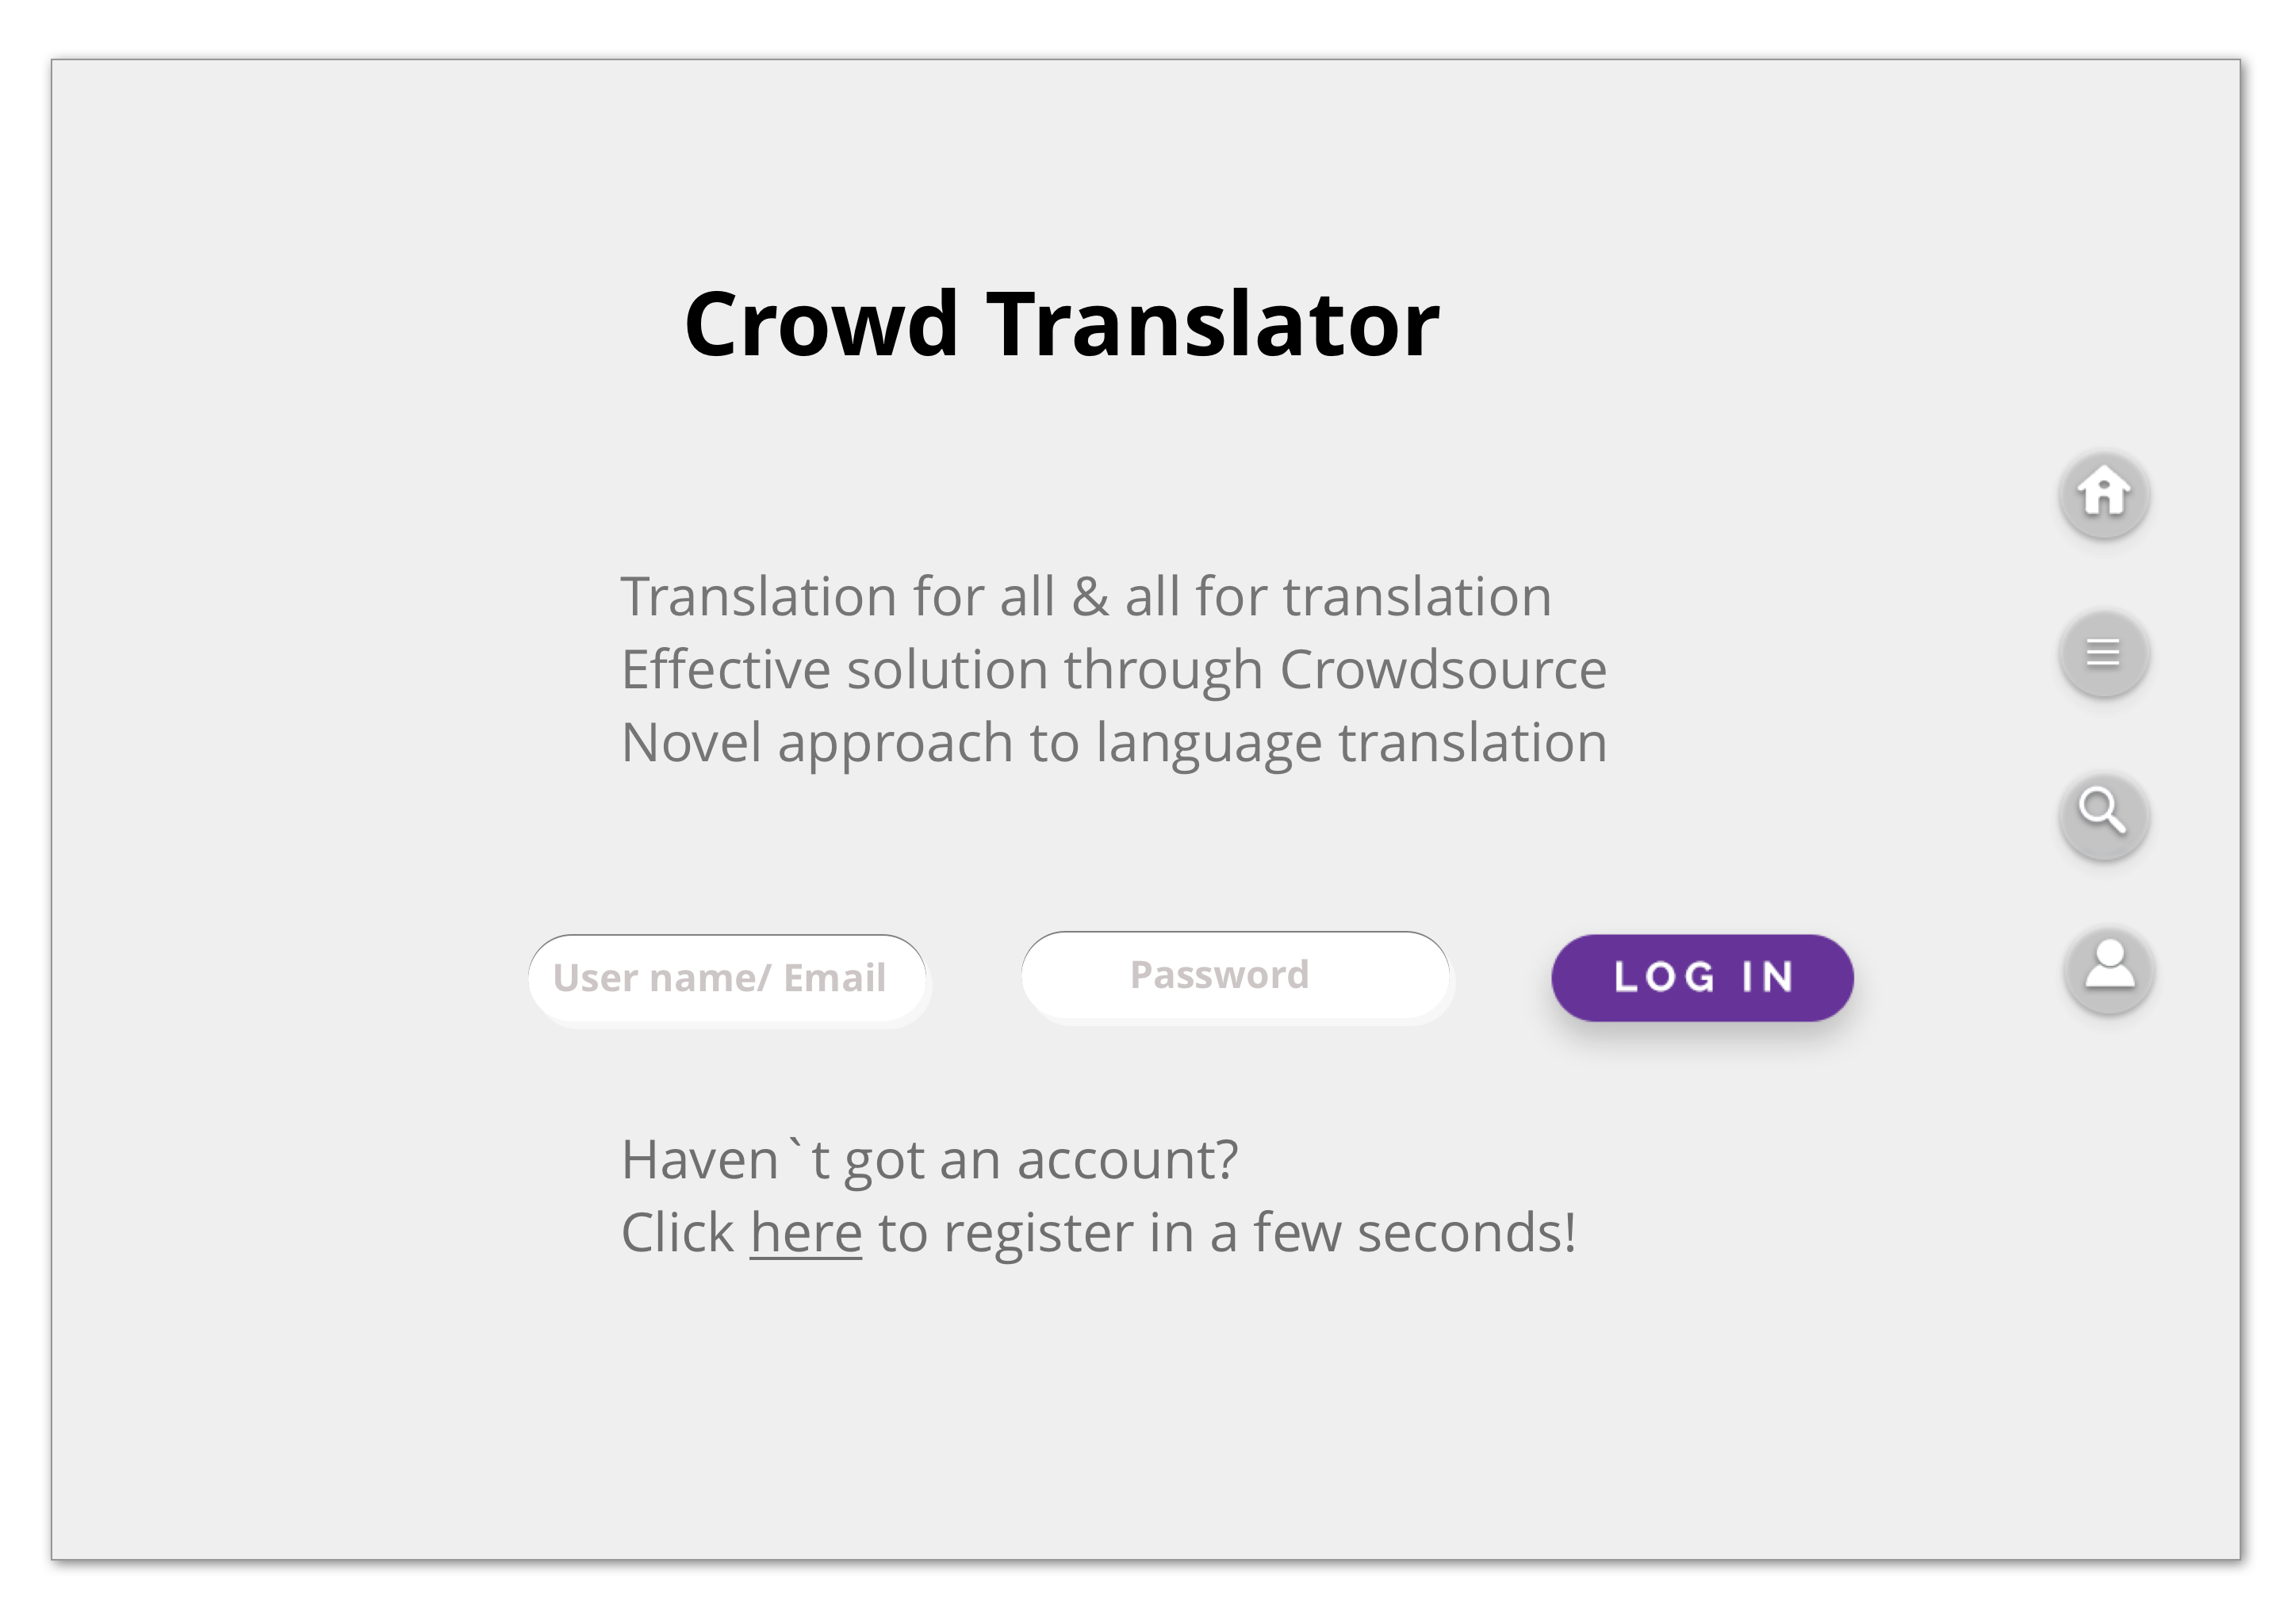 Crowd Translator
Translation for all & all for translation
Effective solution through Crowdsource
Novel approach to language translation
User name/ Email
Password
LOG IN
Haven`t got an account?
Click here to register in a few seconds!